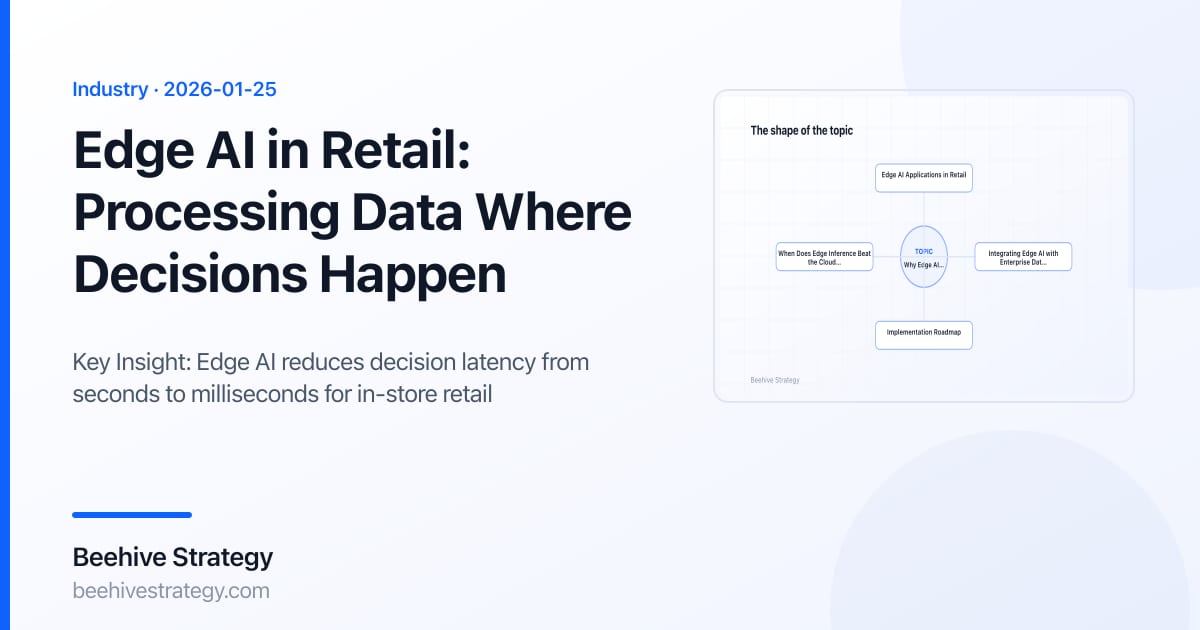 Industry · 2026-01-25
Edge AI in Retail:
Processing Data Where
Decisions Happen
Key Insight: Edge AI reduces decision latency from
seconds to milliseconds for in-store retail
Beehive Strategy
beehivestrategy.com
The shape of the topic
Edge AI Applications in Retail
When Does Edge Inference Beat
the Cloud...
TOPIC
Why Edge AI...
Integrating Edge AI with
Enterprise Dat...
Implementation Roadmap
Beehive Strategy